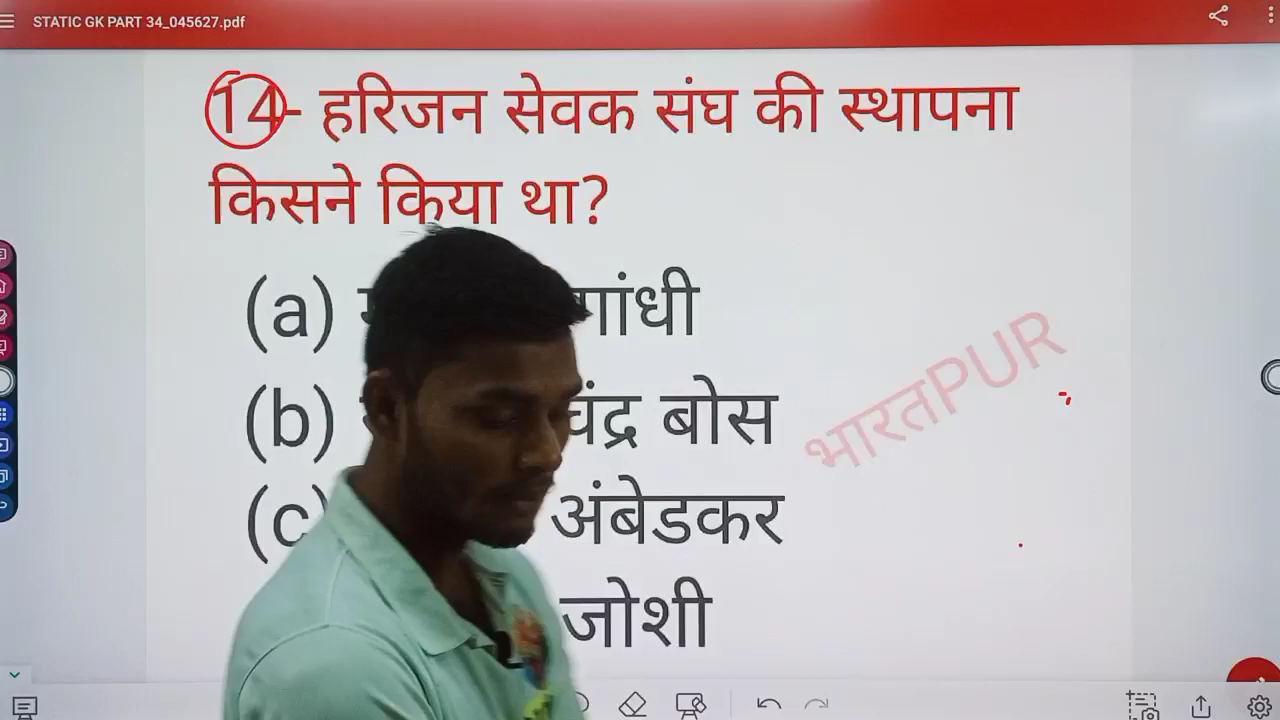 STATIC GK PART 34_045627.pdf
14- हरिजन सेवक संघ की स्थापना
किसने किया था?
(a) गांधी
(b) चंद्र बोस
(c) अंबेडकर
जोशी
भारतPUR